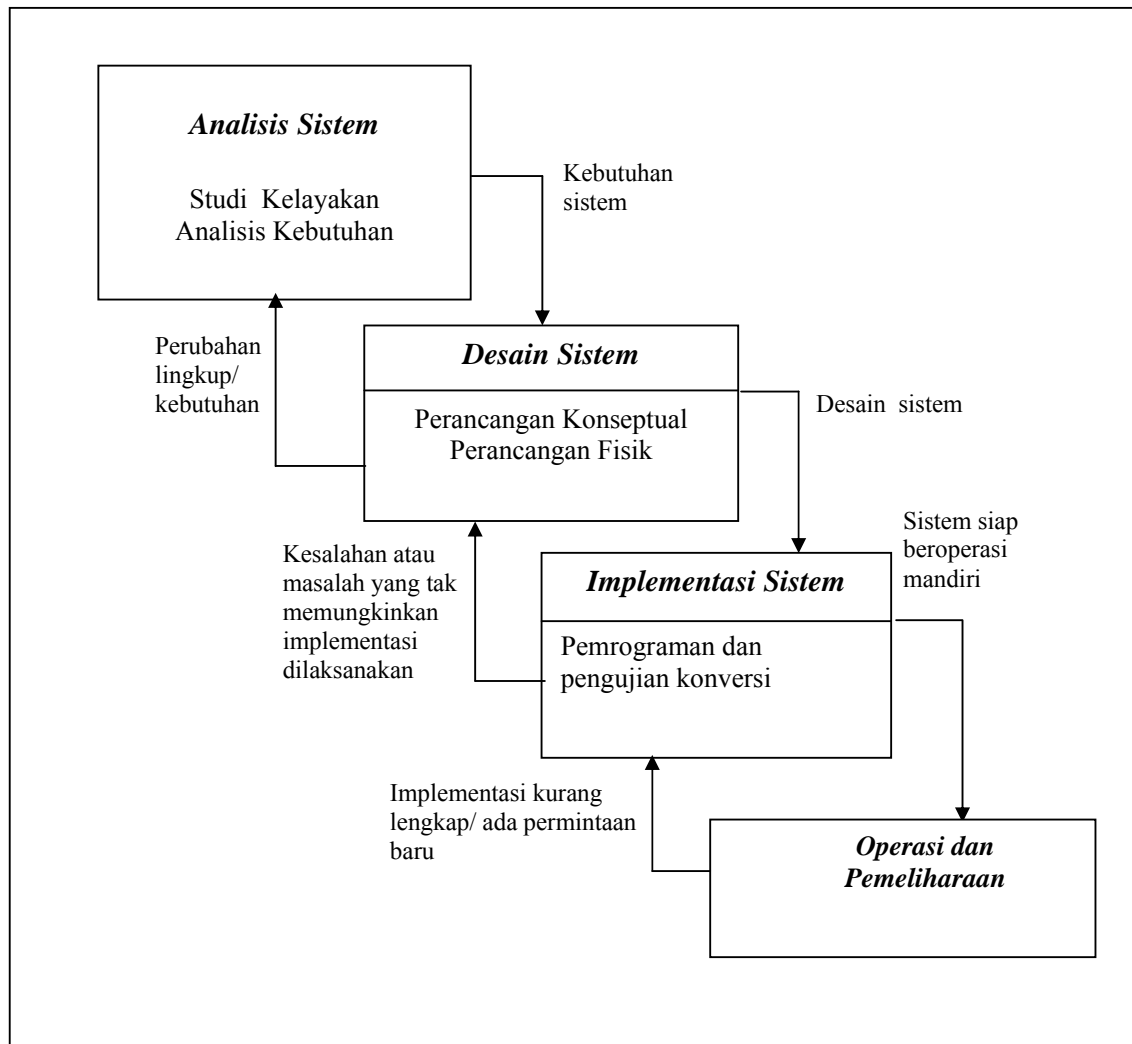 Analisis Sistem
Studi Kelayakan
Analisis Kebutuhan
Kebutuhan
sistem
Perubahan
lingkup/
kebutuhan
Desain Sistem
Perancangan Konseptual
Perancangan Fisik
Desain sistem
Kesalahan atau
masalah yang tak
memungkinkan
implementasi
dilaksanakan
Implementasi Sistem
Pemrograman dan
pengujian konversi
Sistem siap
beroperasi
mandiri
Implementasi kurang
lengkap/ ada permintaan
baru
Operasi dan
Pemeliharaan